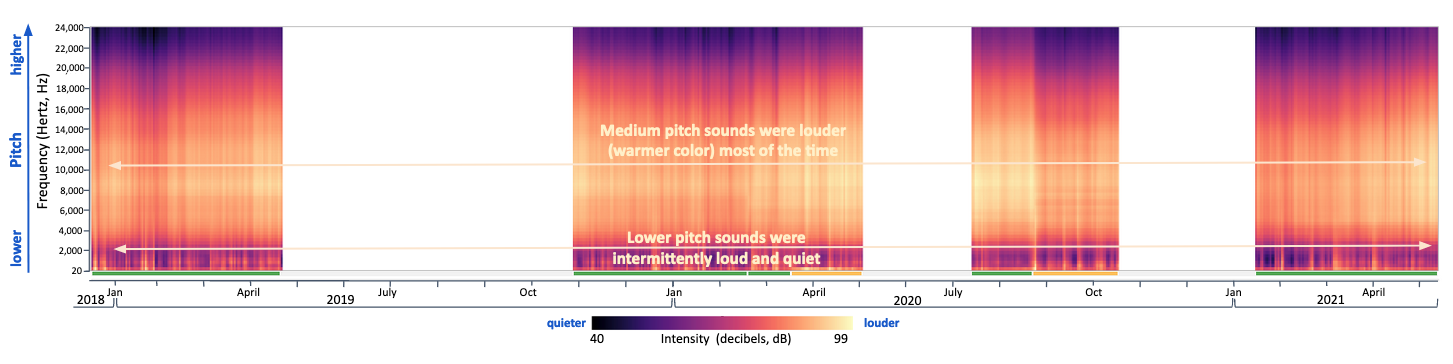 higher
Pitch
lower
Frequency (Hertz, Hz)
24,000
22,000
20,000
18,000
16,000
14,000
12,000
10,000
8,000
6,000
4,000
2,000
20
Medium pitch sounds were louder
(warmer color) most of the time
Lower pitch sounds were
intermittently loud and quiet
Jan April July Oct Jan April July Oct Jan April
2018 2019 2020 2021
quieter louder
40 Intensity (decibels, dB) 99